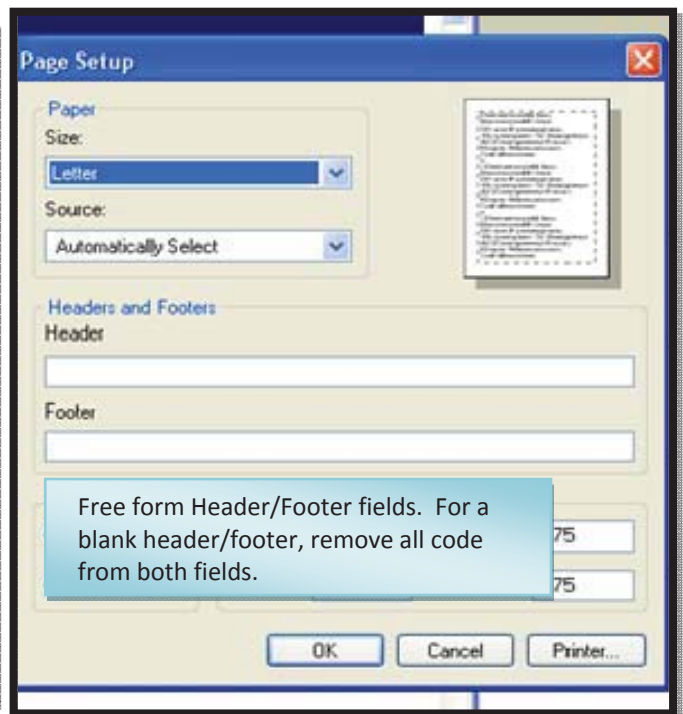 Page Setup
Paper
Size:
Letter
Source:
Automatically Select
Headers and Footers
Header
Footer
Free form Header/Footer fields.  For a
blank header/footer, remove all code
from both fields.
75
75
OK
Cancel
Printer...